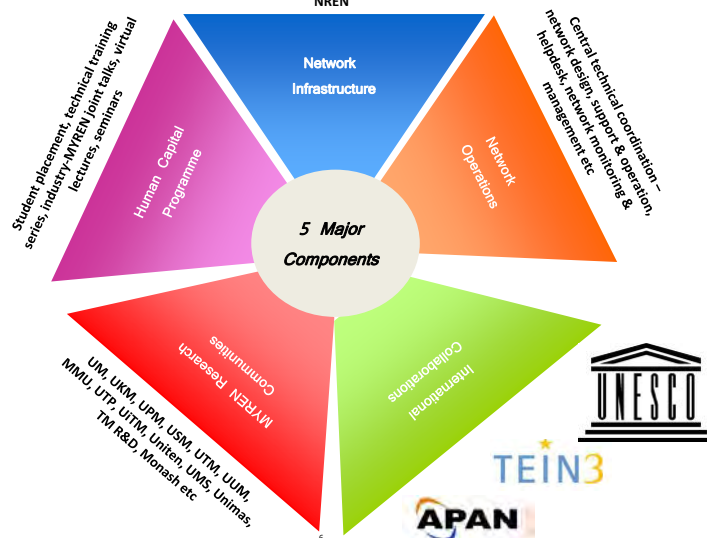 NREN
Network
Infrastructure
Central technical coordination –
network design, support & operation,
helpdesk, network monitoring &
management etc
Network
Operations
Student placement, technical training
series, industry-MYREN joint talks, virtual
lectures, seminars
Human Capital
Programme
5 Major
Components
MYREN Research
Communities
UM, UKM, UPM, USM, UTM, UUM,
MMU, UTP, UiTM, Uniten, UMS, Unimas,
TM R&D, Monash etc
International
Collaborations
UNESCO
TEIN3
APAN
6